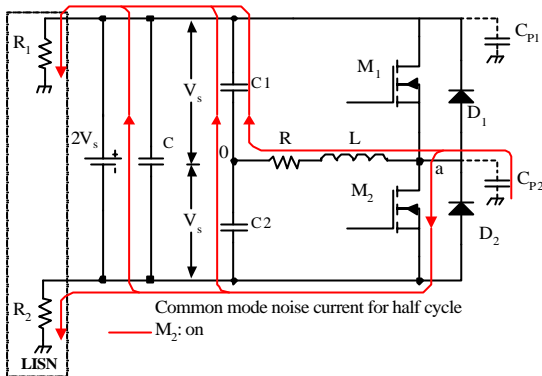 R1
C1
M1
CP1
Vs
D1
2Vs
C
0
R
L
a
M2
CP2
Vs
C2
D2
R2
LISN
Common mode noise current for half cycle
M2: on